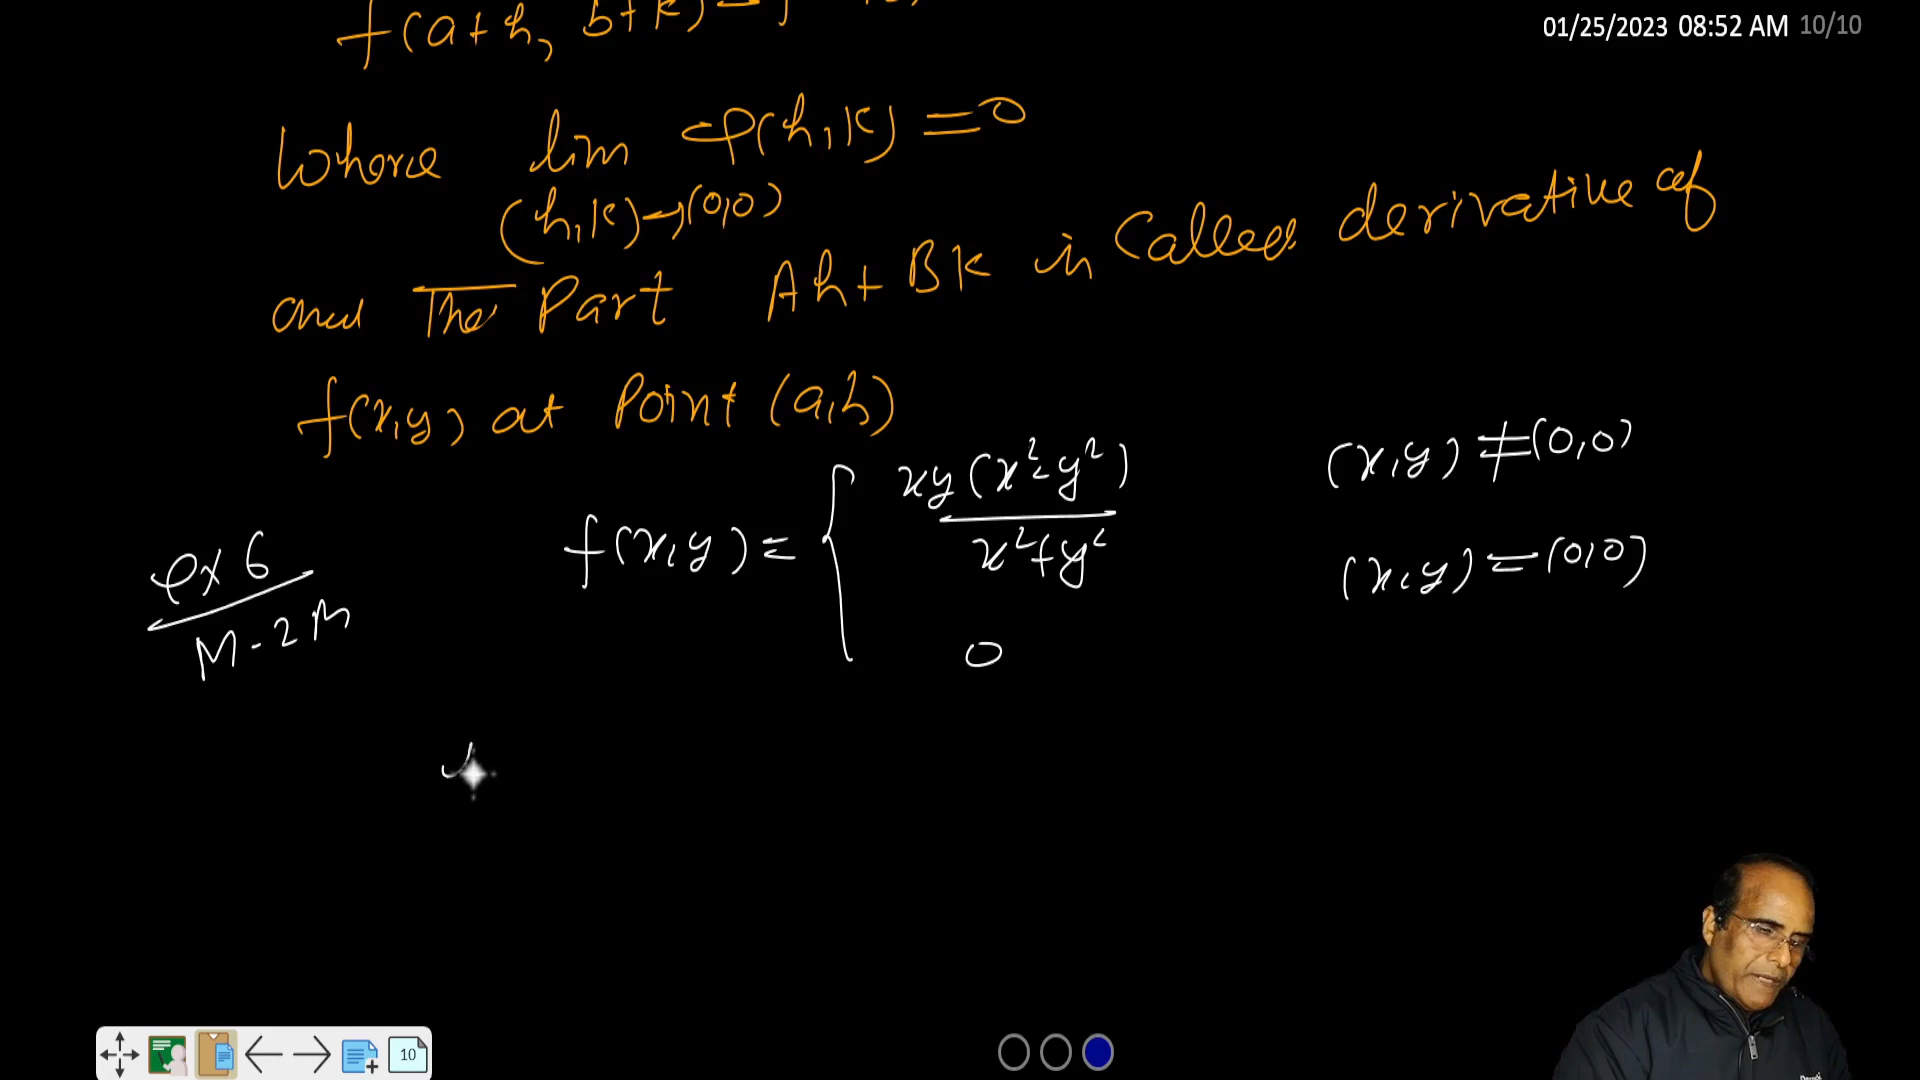 01/25/2023 08:52 AM 10/10
f(a+h, b+k) =
Where lim φ(h,k) = 0
(h,k)→(0,0)
and The Part Ah+Bk is Called derivative of
f(x,y) at Point (a,b)
ex 6
M-2M
f(x,y) = { xy(x²-y²) / x²+y² (x,y) ≠ (0,0)
0 (x,y) = (0,0)
10